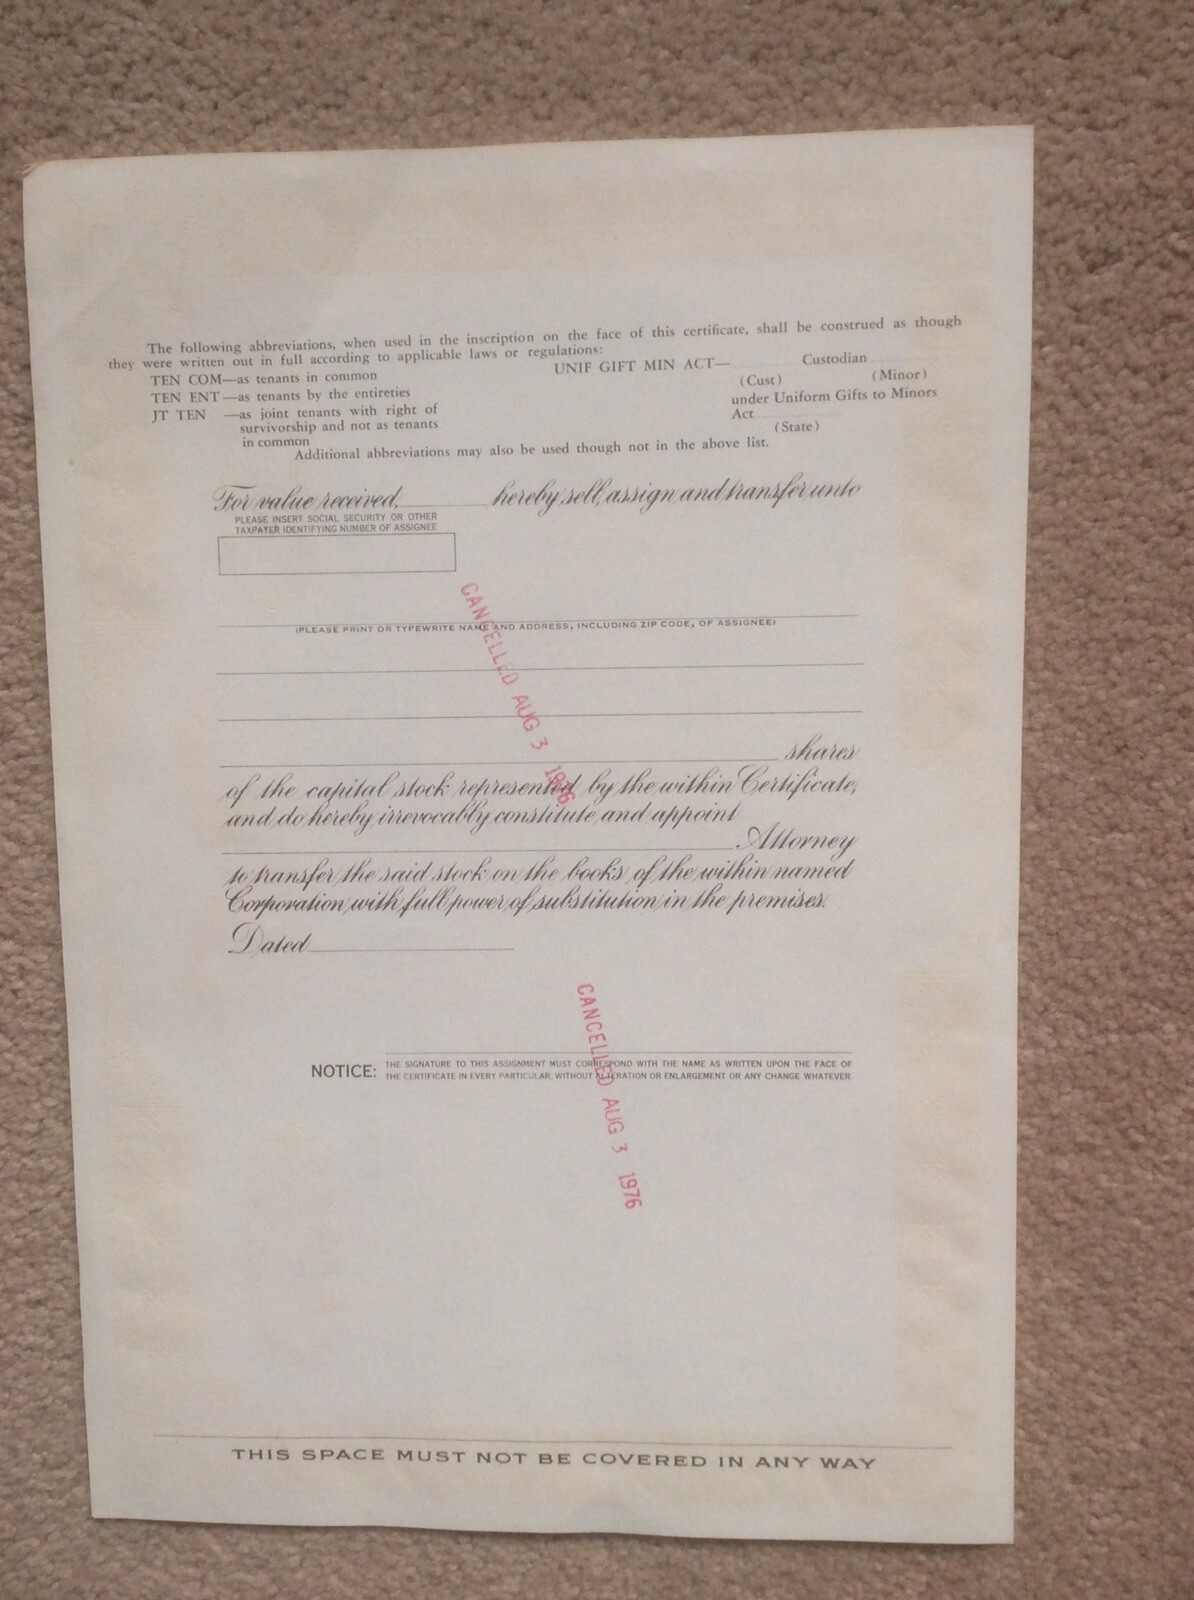 The following abbreviations, when used in the inscription on the face of this certificate, shall be construed as though
they were written out in full according to applicable laws or regulations:
TEN COM—as tenants in common
TEN ENT—as tenants by the entireties
JT TEN —as joint tenants with right of
survivorship and not as tenants
in common
UNIF GIFT MIN ACT— Custodian
(Cust) (Minor)
under Uniform Gifts to Minors
Act
(State)
Additional abbreviations may also be used though not in the above list.
For value received, hereby sell, assign and transfer unto
PLEASE INSERT SOCIAL SECURITY OR OTHER
TAXPAYER IDENTIFYING NUMBER OF ASSIGNEE
(PLEASE PRINT OR TYPEWRITE NAME AND ADDRESS, INCLUDING ZIP CODE, OF ASSIGNEE)
CANCELLED AUG 3 1976
shares
of the capital stock represented by the within Certificate,
and do hereby irrevocably constitute and appoint
Attorney
to transfer the said stock on the books of the within named
Corporation with full power of substitution in the premises.
Dated
CANCELLED AUG 3 1976
NOTICE: THE SIGNATURE TO THIS ASSIGNMENT MUST CORRESPOND WITH THE NAME AS WRITTEN UPON THE FACE OF
THE CERTIFICATE IN EVERY PARTICULAR, WITHOUT ALTERATION OR ENLARGEMENT OR ANY CHANGE WHATEVER.
THIS SPACE MUST NOT BE COVERED IN ANY WAY